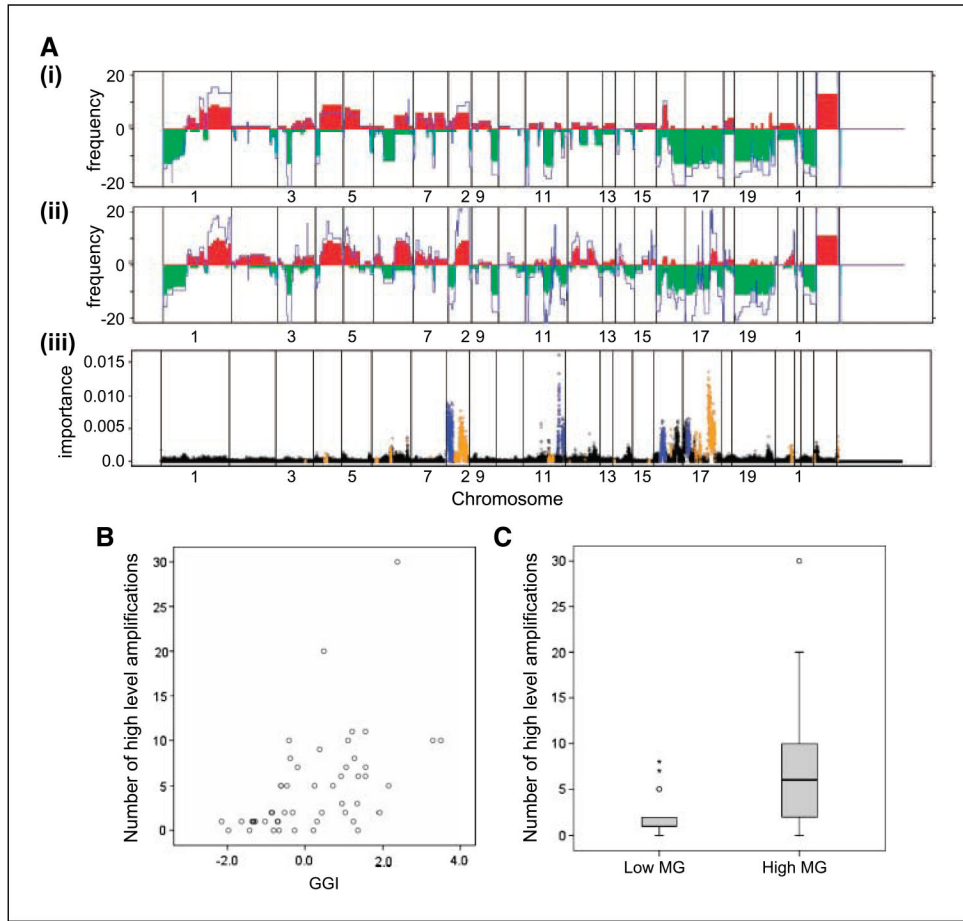 A
(i)
frequency
20
0
-20
1 3 5 7 2 9 11 13 15 17 19 1
(ii)
frequency
20
0
-20
1 3 5 7 2 9 11 13 15 17 19 1
(iii)
importance
0.015
0.010
0.005
0.0
1 3 5 7 2 9 11 13 15 17 19 1
Chromosome
B
Number of high level amplifications
30
25
20
15
10
5
0
-2.0 0.0 2.0 4.0
GGI
C
Number of high level amplifications
30
20
10
0
Low MG High MG